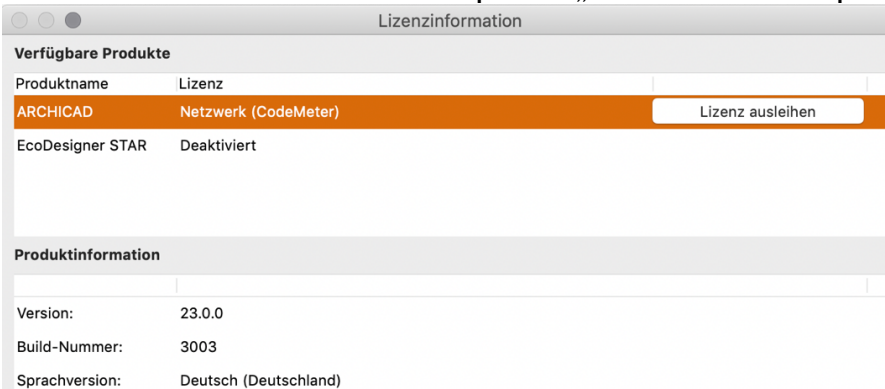 Lizenzinformation
Verfügbare Produkte
Produktname Lizenz
ARCHICAD Netzwerk (CodeMeter) Lizenz ausleihen
EcoDesigner STAR Deaktiviert
Produktinformation
Version: 23.0.0
Build-Nummer: 3003
Sprachversion: Deutsch (Deutschland)